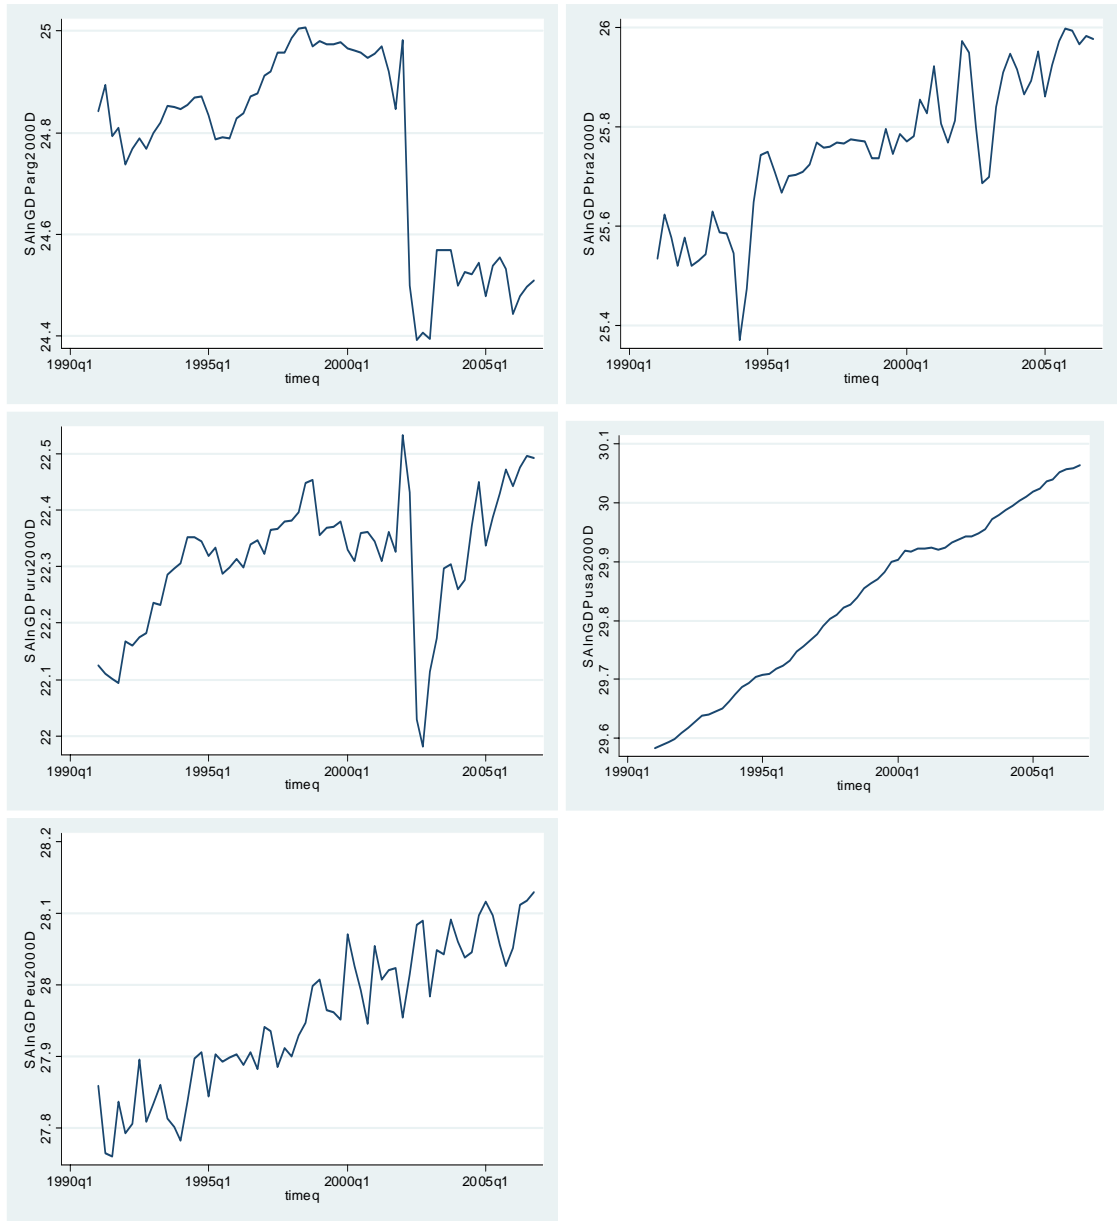 SAlnGDParg2000D
25
24.8
24.6
24.4
1990q1 1995q1 2000q1 2005q1
timeq
SAlnGDPbra2000D
26
25.8
25.6
25.4
1990q1 1995q1 2000q1 2005q1
timeq
SAlnGDPuru2000D
22.5
22.4
22.3
22.2
22.1
22
1990q1 1995q1 2000q1 2005q1
timeq
SAlnGDPusa2000D
30.1
30
29.9
29.8
29.7
29.6
1990q1 1995q1 2000q1 2005q1
timeq
SAlnGDPeu2000D
28.2
28.1
28
27.9
27.8
1990q1 1995q1 2000q1 2005q1
timeq